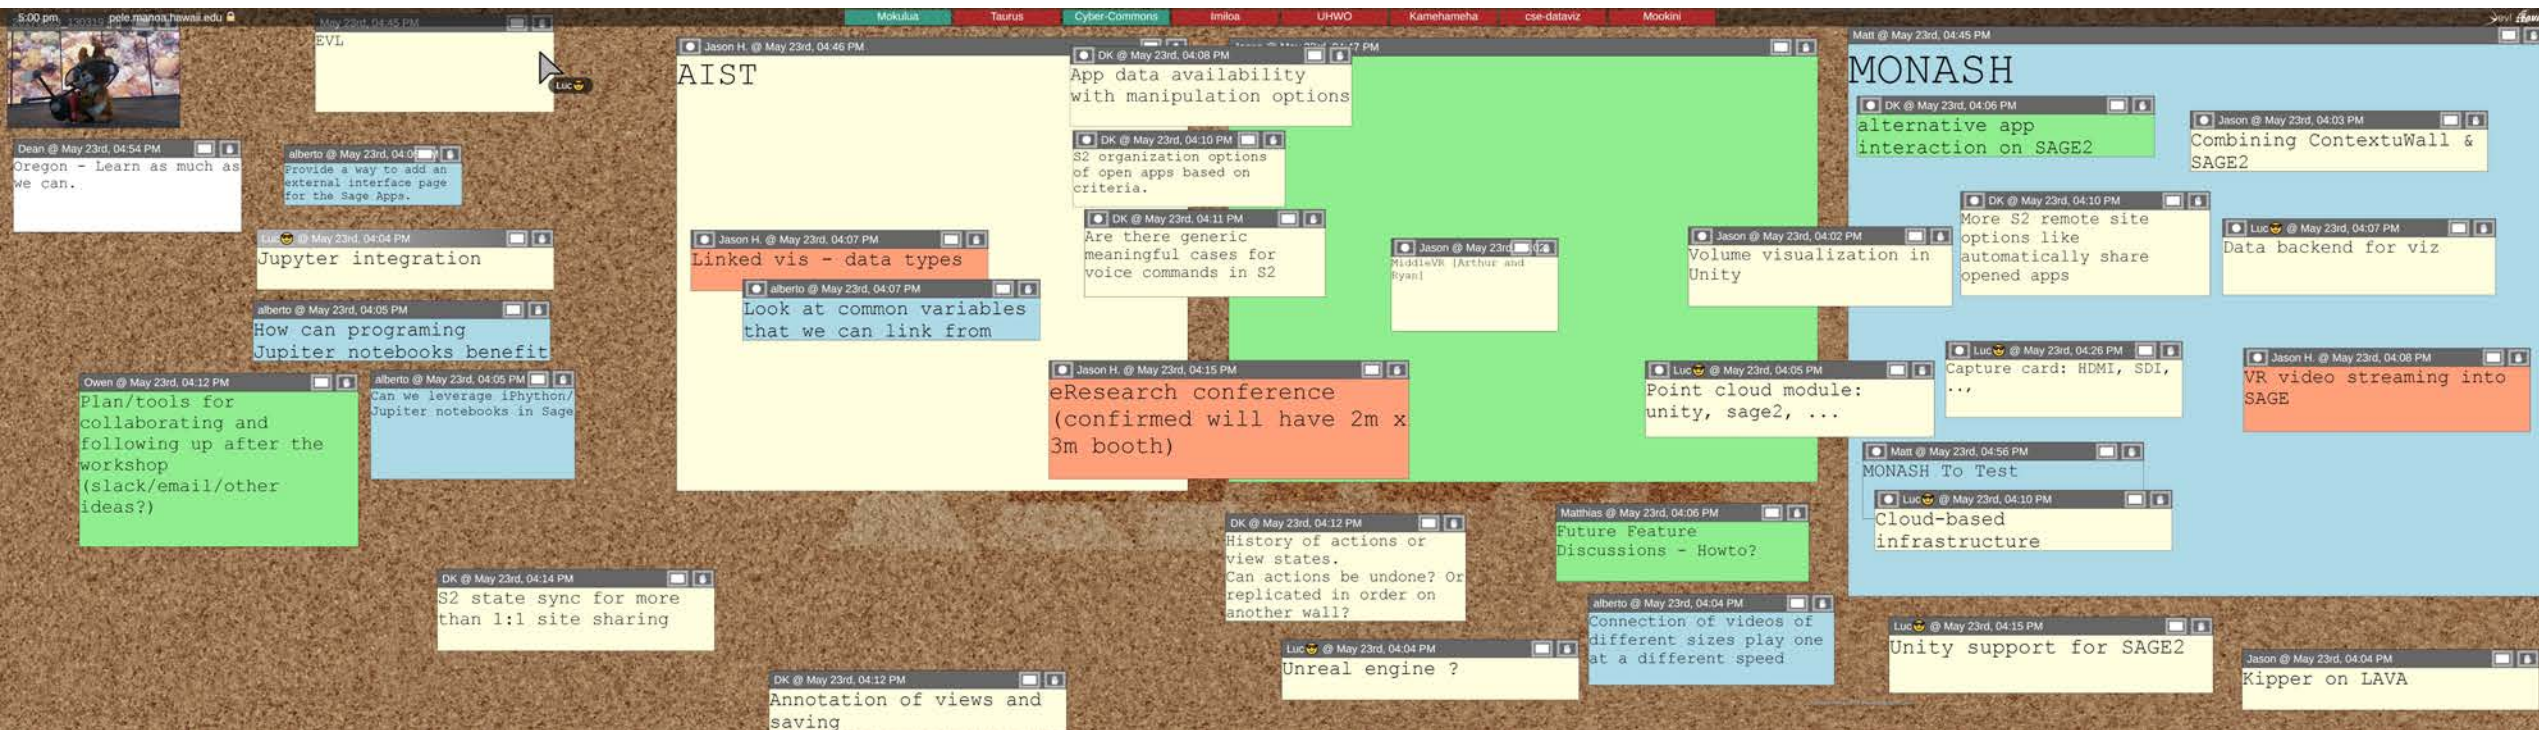 5:00 pm
pele.manoa.hawaii.edu
Mokulua
Taurus
Cyber-Commons
Imiloa
UHWO
Kamehameha
cse-dataviz
Mookini
evl
May 23rd, 04:45 PM
EVL
Luc😎
Dean @ May 23rd, 04:54 PM
Oregon - Learn as much as
we can.
alberto @ May 23rd,
Provide a way to add an
external interface page
for the Sage Apps.
Luc😎 @ May 23rd, 04:04 PM
Jupyter integration
alberto @ May 23rd, 04:05 PM
How can programing
Jupiter notebooks benefit
Owen @ May 23rd, 04:12 PM
Plan/tools for
collaborating and
following up after the
workshop
(slack/email/other
ideas?)
alberto @ May 23rd, 04:05 PM
Can we leverage iPhython/
Jupiter notebooks in Sage
DK @ May 23rd, 04:14 PM
S2 state sync for more
than 1:1 site sharing
Jason H. @ May 23rd, 04:46 PM
AIST
Jason H. @ May 23rd, 04:07 PM
Linked vis - data types
alberto @ May 23rd, 04:07 PM
Look at common variables
that we can link from
DK @ May 23rd, 04:12 PM
Annotation of views and
saving
DK @ May 23rd, 04:08 PM
App data availability
with manipulation options
DK @ May 23rd, 04:10 PM
S2 organization options
of open apps based on
criteria.
DK @ May 23rd, 04:11 PM
Are there generic
meaningful cases for
voice commands in S2
Jason H. @ May 23rd, 04:15 PM
eResearch conference
(confirmed will have 2m x
3m booth)
PM
Jason @ May 23rd,
MiddleVR [Arthur and
Ryan]
Jason @ May 23rd, 04:02 PM
Volume visualization in
Unity
Luc😎 @ May 23rd, 04:05 PM
Point cloud module:
unity, sage2, ...
DK @ May 23rd, 04:12 PM
History of actions or
view states.
Can actions be undone? Or
replicated in order on
another wall?
Matthias @ May 23rd, 04:06 PM
Future Feature
Discussions - Howto?
Luc😎 @ May 23rd, 04:04 PM
Unreal engine ?
alberto @ May 23rd, 04:04 PM
Connection of videos of
different sizes play one
at a different speed
Matt @ May 23rd, 04:45 PM
MONASH
DK @ May 23rd, 04:06 PM
alternative app
interaction on SAGE2
Jason @ May 23rd, 04:03 PM
Combining ContextuWall &
SAGE2
DK @ May 23rd, 04:10 PM
More S2 remote site
options like
automatically share
opened apps
Luc😎 @ May 23rd, 04:07 PM
Data backend for viz
Luc😎 @ May 23rd, 04:26 PM
Capture card: HDMI, SDI,
..,
Jason H. @ May 23rd, 04:08 PM
VR video streaming into
SAGE
Matt @ May 23rd, 04:56 PM
MONASH To Test
Luc😎 @ May 23rd, 04:10 PM
Cloud-based
infrastructure
Luc😎 @ May 23rd, 04:15 PM
Unity support for SAGE2
Jason @ May 23rd, 04:04 PM
Kipper on LAVA